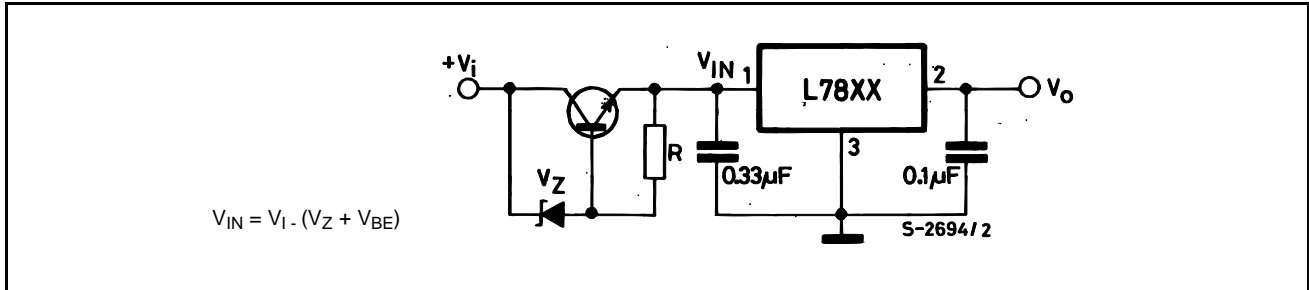 +Vi
VIN
1
L78XX
2
Vo
3
R
0.33µF
0.1µF
VZ
VIN = VI - (VZ + VBE)
S-2694/2